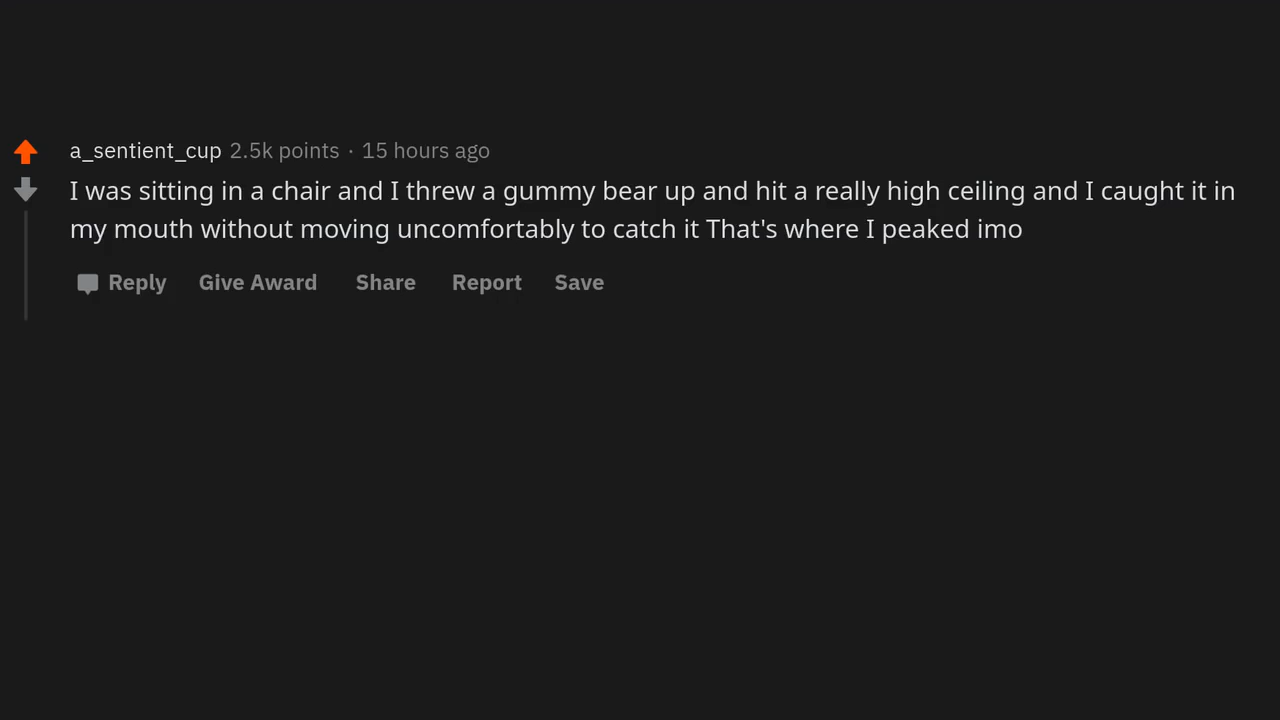 a_sentient_cup 2.5k points · 15 hours ago
I was sitting in a chair and I threw a gummy bear up and hit a really high ceiling and I caught it in
my mouth without moving uncomfortably to catch it That's where I peaked imo
Reply Give Award Share Report Save